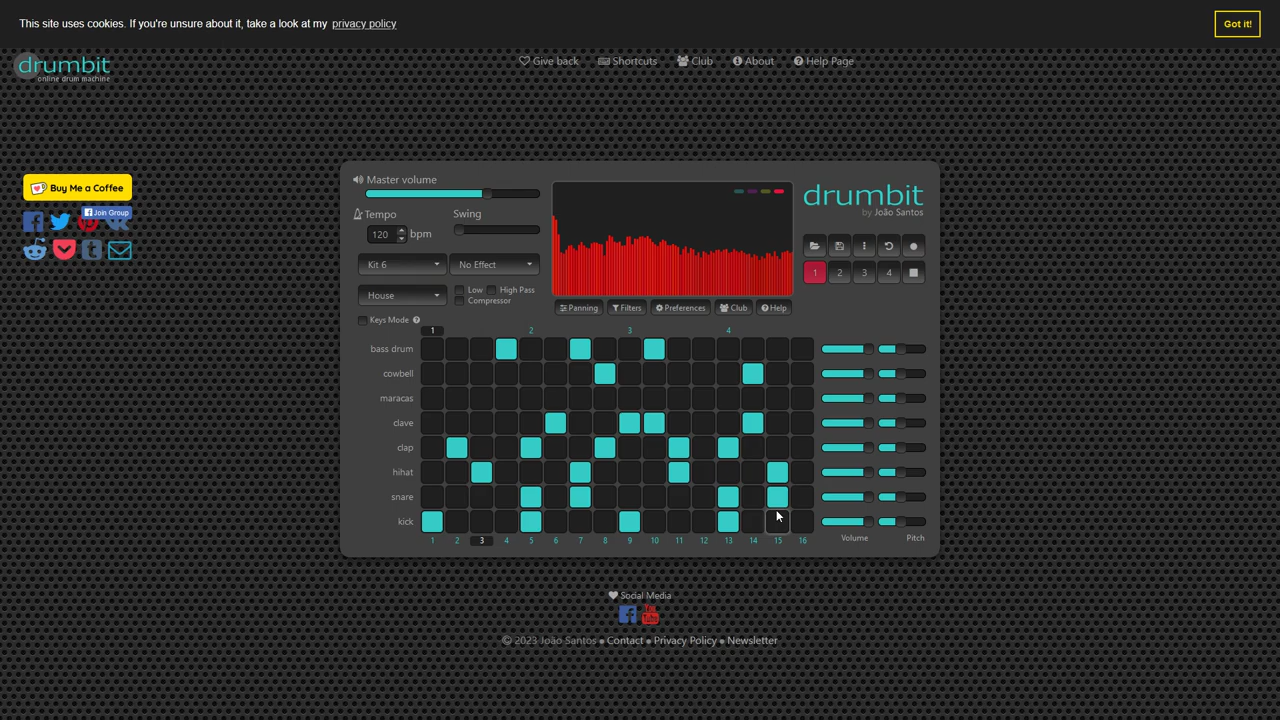 This site uses cookies. If you're unsure about it, take a look at my privacy policy
Got it!
drumbit
online drum machine
Give back
Shortcuts
Club
About
Help Page
Buy Me a Coffee
Join Group
Master volume
Tempo
Swing
120 bpm
Kit 6
No Effect
House
Low
High Pass
Compressor
Keys Mode
drumbit
by João Santos
1 2 3 4
Panning
Filters
Preferences
Club
Help
1 2 3 4
bass drum
cowbell
maracas
clave
clap
hihat
snare
kick
1 2 3 4 5 6 7 8 9 10 11 12 13 14 15 16
Volume
Pitch
Social Media
You
Tube
© 2023 João Santos ● Contact ● Privacy Policy ● Newsletter